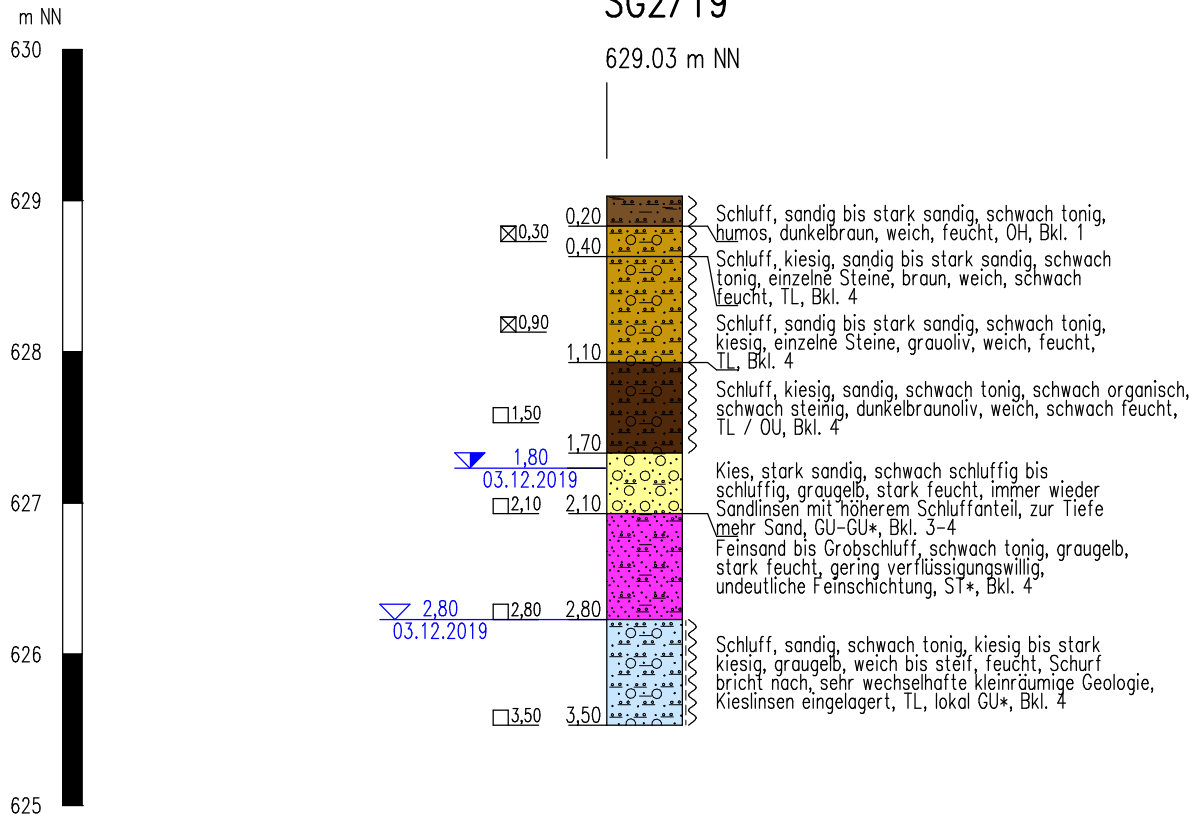 SG2/19
m NN
629.03 m NN
630
629
628
627
626
625
0,20
0,30
0,40
0,90
1,10
1,50
1,70
1,80
03.12.2019
2,10
2,10
2,80
2,80
2,80
03.12.2019
3,50
3,50
Schluff, sandig bis stark sandig, schwach tonig,
humos, dunkelbraun, weich, feucht, OH, Bkl. 1
Schluff, kiesig, sandig bis stark sandig, schwach
tonig, einzelne Steine, braun, weich, schwach
feucht, TL, Bkl. 4
Schluff, sandig bis stark sandig, schwach tonig,
kiesig, einzelne Steine, grauoliv, weich, feucht,
TL, Bkl. 4
Schluff, kiesig, sandig, schwach tonig, schwach organisch,
schwach steinig, dunkelbraunoliv, weich, schwach feucht,
TL / OU, Bkl. 4
Kies, stark sandig, schwach schluffig bis
schluffig, graugelb, stark feucht, immer wieder
Sandlinsen mit höherem Schluffanteil, zur Tiefe
mehr Sand, GU-GU*, Bkl. 3-4
Feinsand bis Grobschluff, schwach tonig, graugelb,
stark feucht, gering verflüssigungswillig,
undeutliche Feinschichtung, ST*, Bkl. 4
Schluff, sandig, schwach tonig, kiesig bis stark
kiesig, graugelb, weich bis steif, feucht, Schurf
bricht nach, sehr wechselhafte kleinräumige Geologie,
Kieslinsen eingelagert, TL, lokal GU*, Bkl. 4